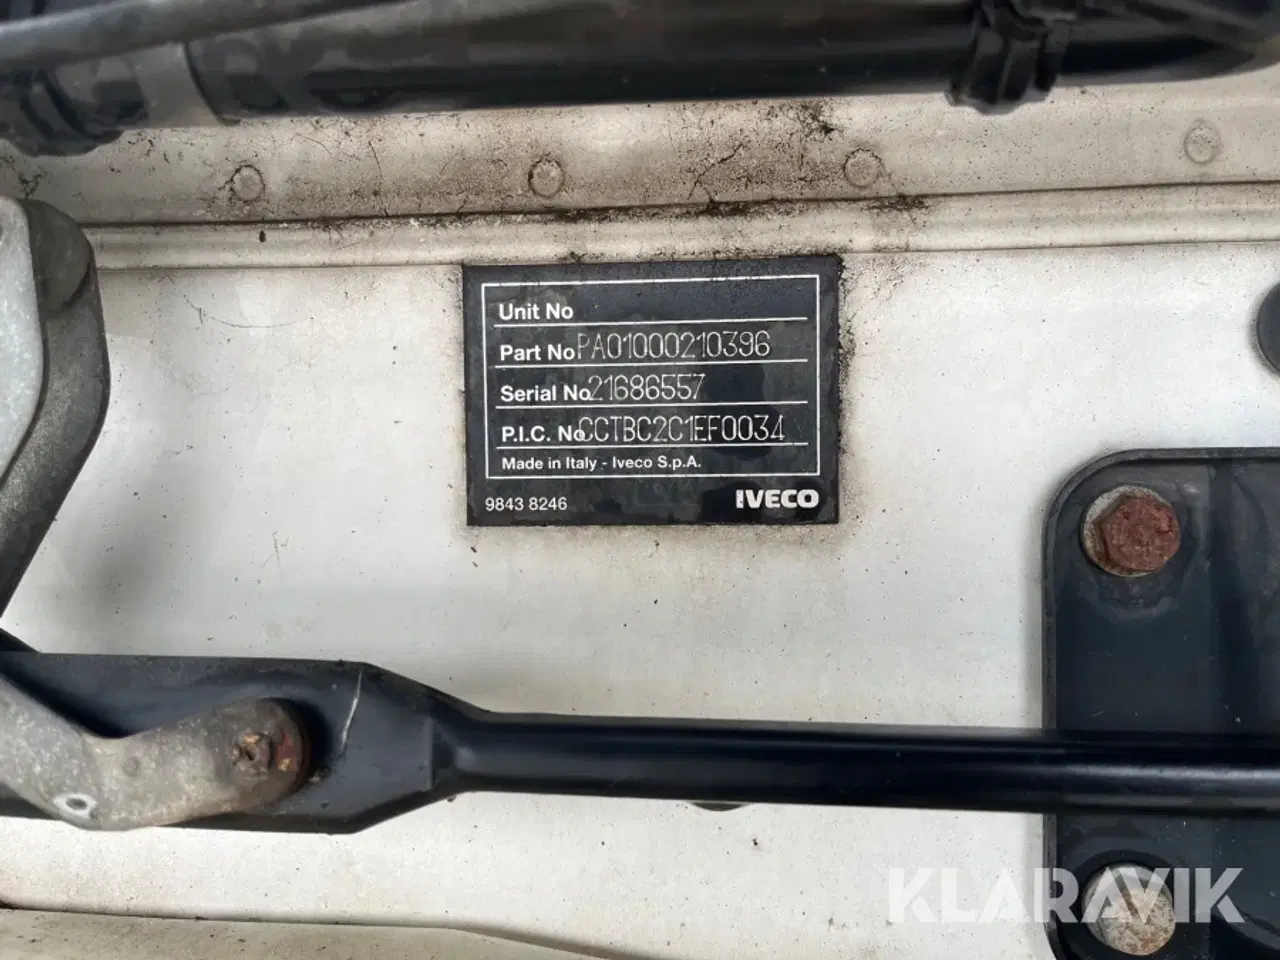 Unit No
Part No PA01000210396
Serial No 21686557
P.I.C. No CCTBC2C1EF0034
Made in Italy - Iveco S.p.A.
9843 8246 IVECO
KLARAVIK